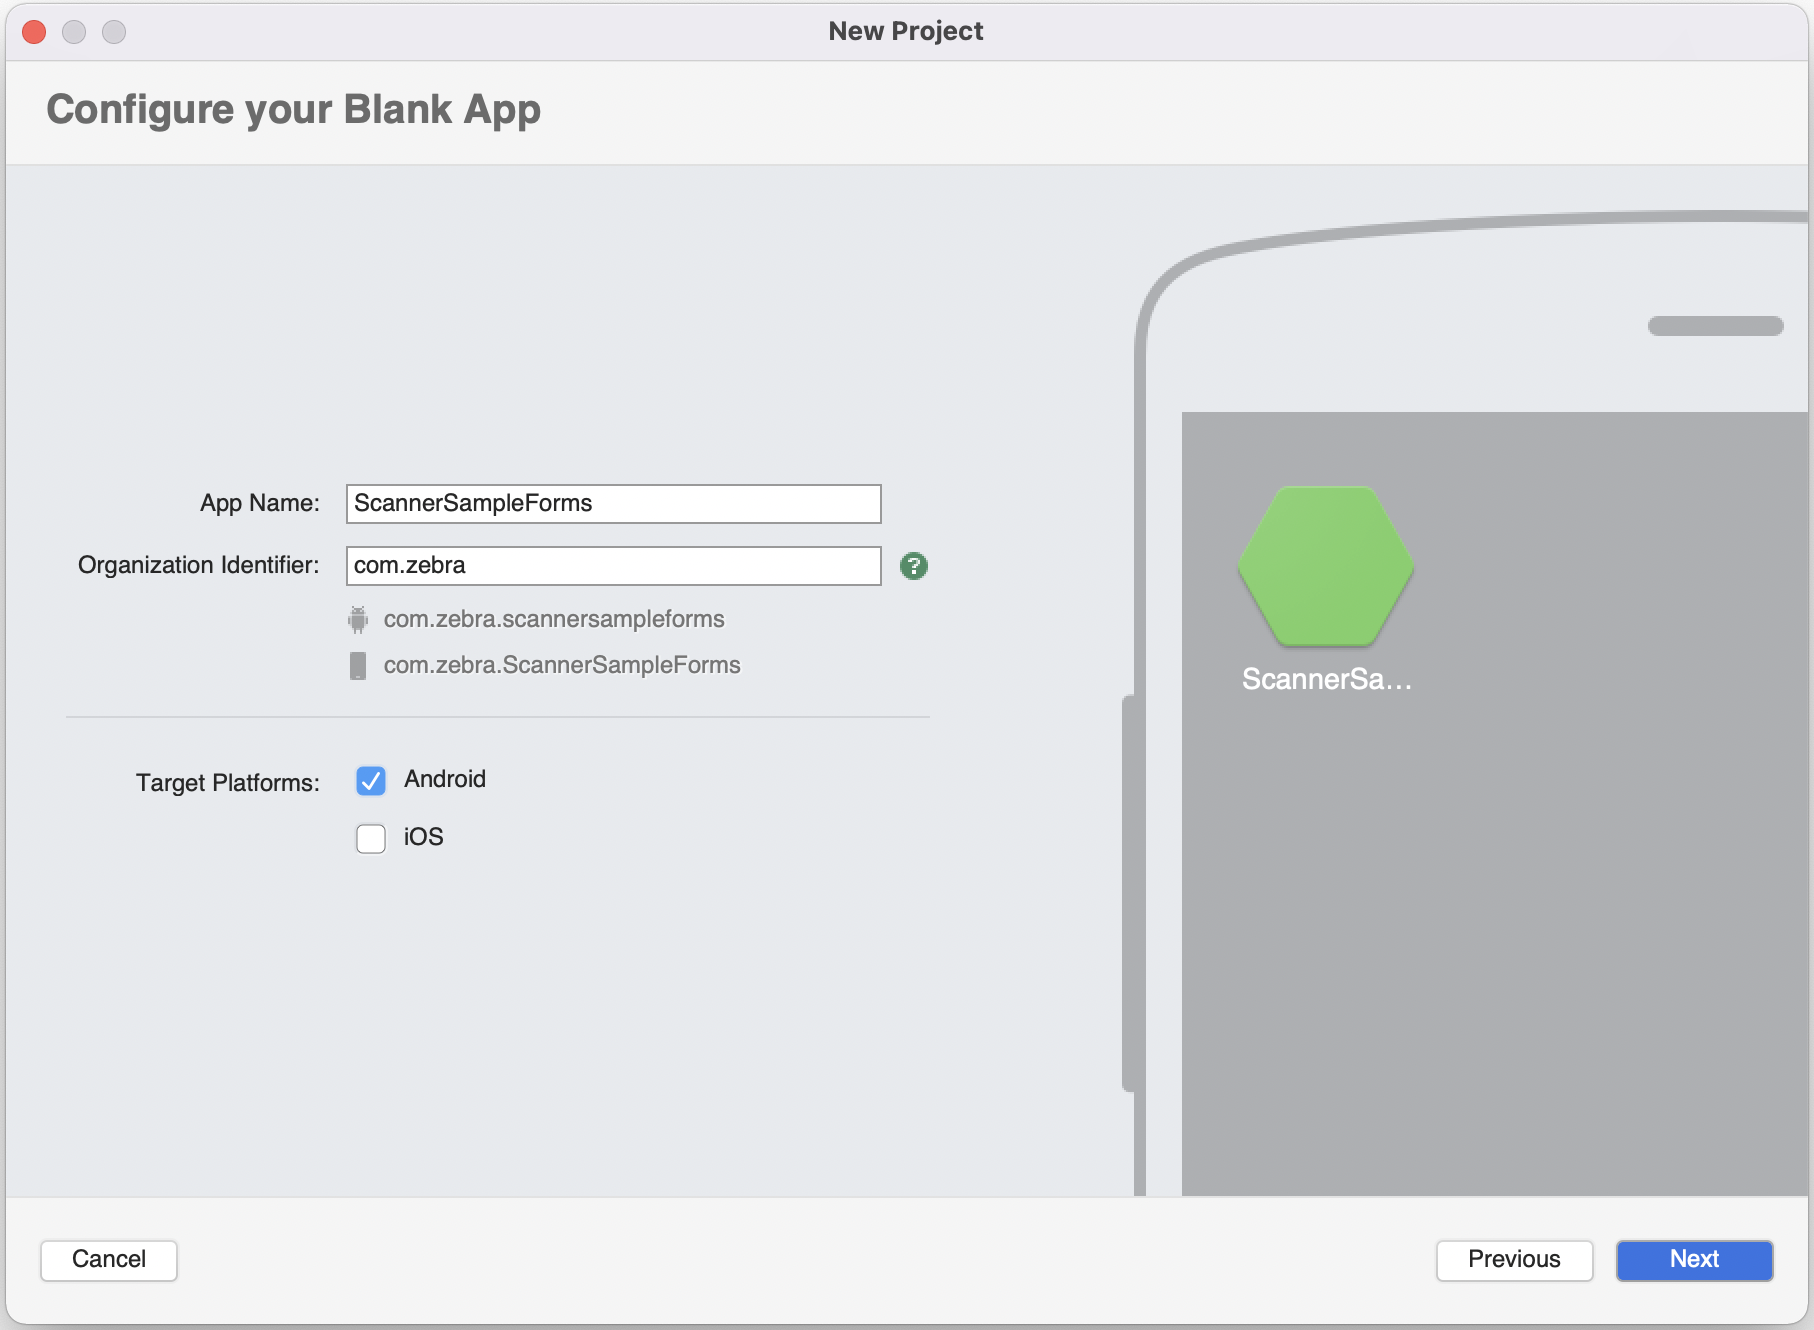 New Project
Configure your Blank App
App Name: ScannerSampleForms
Organization Identifier: com.zebra ?
com.zebra.scannersampleforms
com.zebra.ScannerSampleForms
Target Platforms: Android
iOS
ScannerSa...
Cancel Previous Next